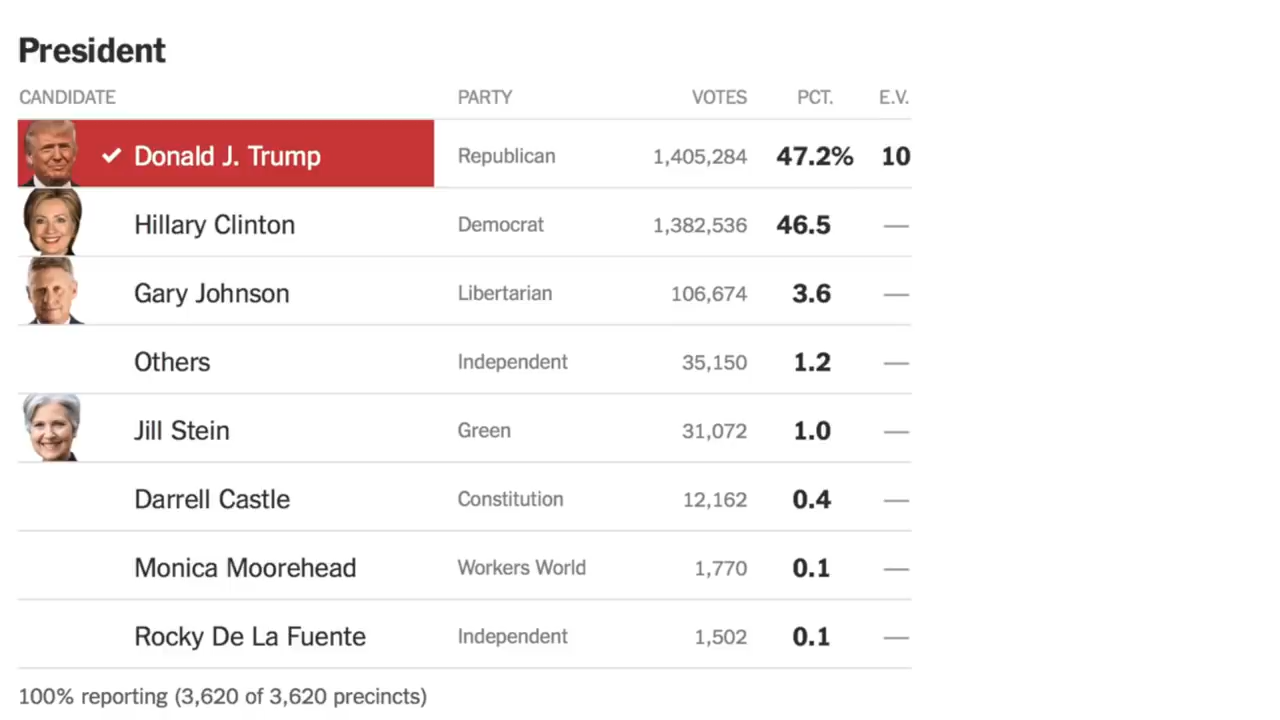 President
CANDIDATE PARTY VOTES PCT. E.V.
Donald J. Trump Republican 1,405,284 47.2% 10
Hillary Clinton Democrat 1,382,536 46.5 —
Gary Johnson Libertarian 106,674 3.6 —
Others Independent 35,150 1.2 —
Jill Stein Green 31,072 1.0 —
Darrell Castle Constitution 12,162 0.4 —
Monica Moorehead Workers World 1,770 0.1 —
Rocky De La Fuente Independent 1,502 0.1 —
100% reporting (3,620 of 3,620 precincts)